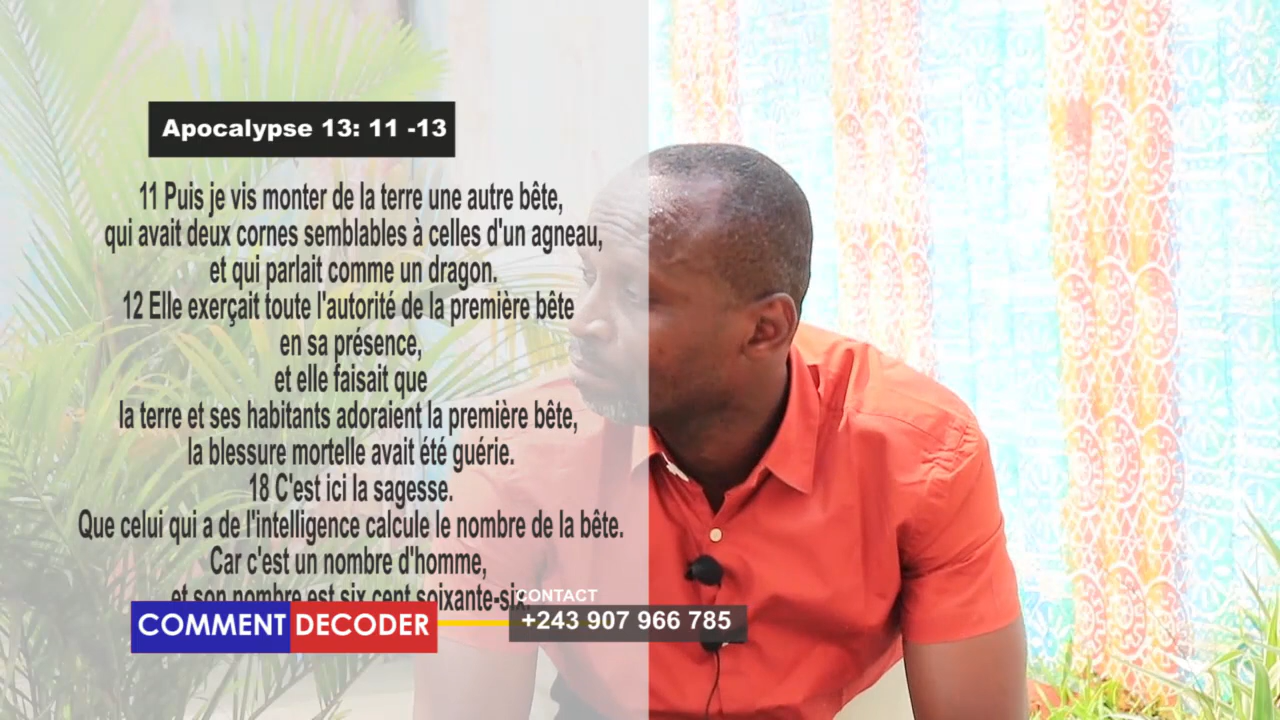 Apocalypse 13: 11 -13
11 Puis je vis monter de la terre une autre bête,
qui avait deux cornes semblables à celles d'un agneau,
et qui parlait comme un dragon.
12 Elle exerçait toute l'autorité de la première bête
en sa présence,
et elle faisait que
la terre et ses habitants adoraient la première bête,
la blessure mortelle avait été guérie.
18 C'est ici la sagesse.
Que celui qui a de l'intelligence calcule le nombre de la bête.
Car c'est un nombre d'homme,
et son nombre est six cent soixante-six.
CONTACT
COMMENT DECODER
+243 907 966 785